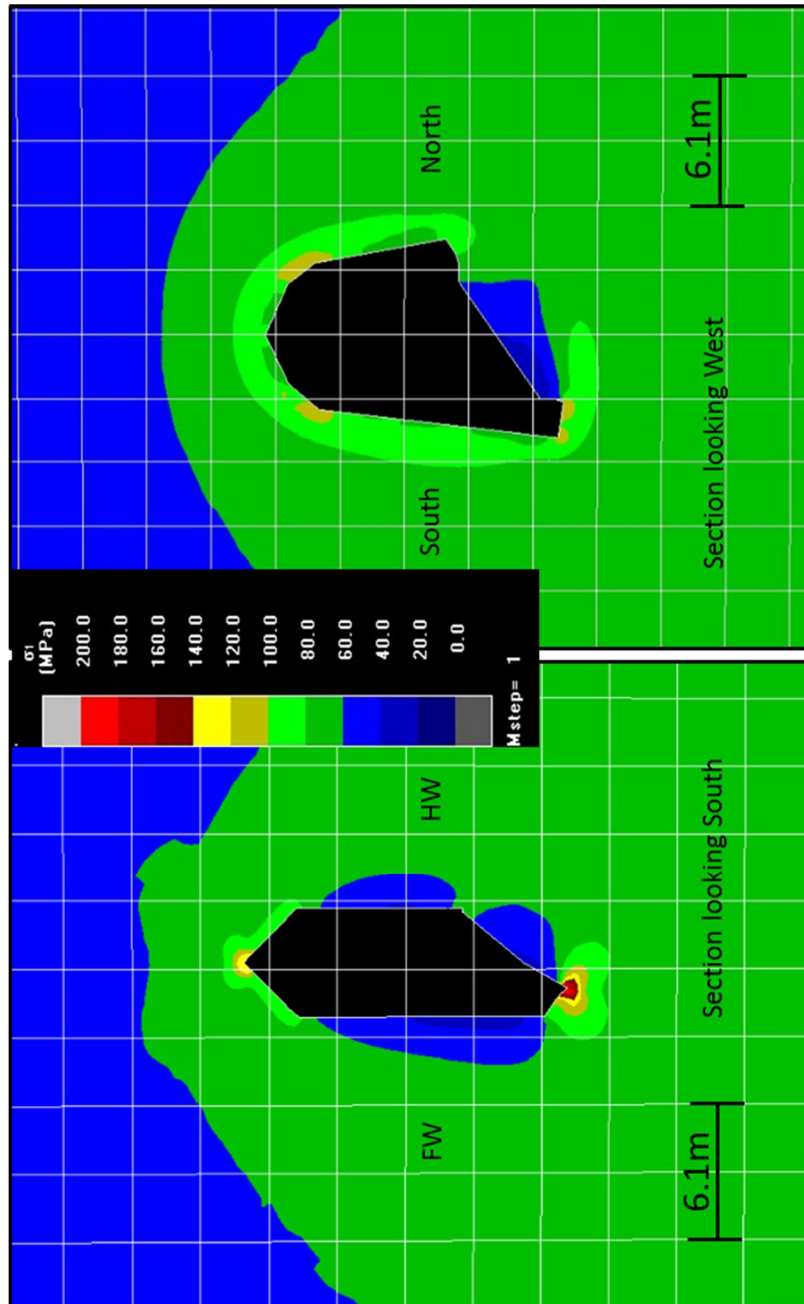 FW
HW
6.1m
Section looking South
σ1
[MPa]
200.0
180.0
160.0
140.0
120.0
100.0
80.0
60.0
40.0
20.0
0.0
Mstep= 1
South
North
Section looking West
6.1m